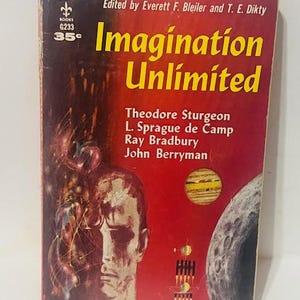 Edited by Everett F. Bleiler and T. E. Dikty
BOOKS
G233
35c
Imagination
Unlimited
Theodore Sturgeon
L. Sprague de Camp
Ray Bradbury
John Berryman